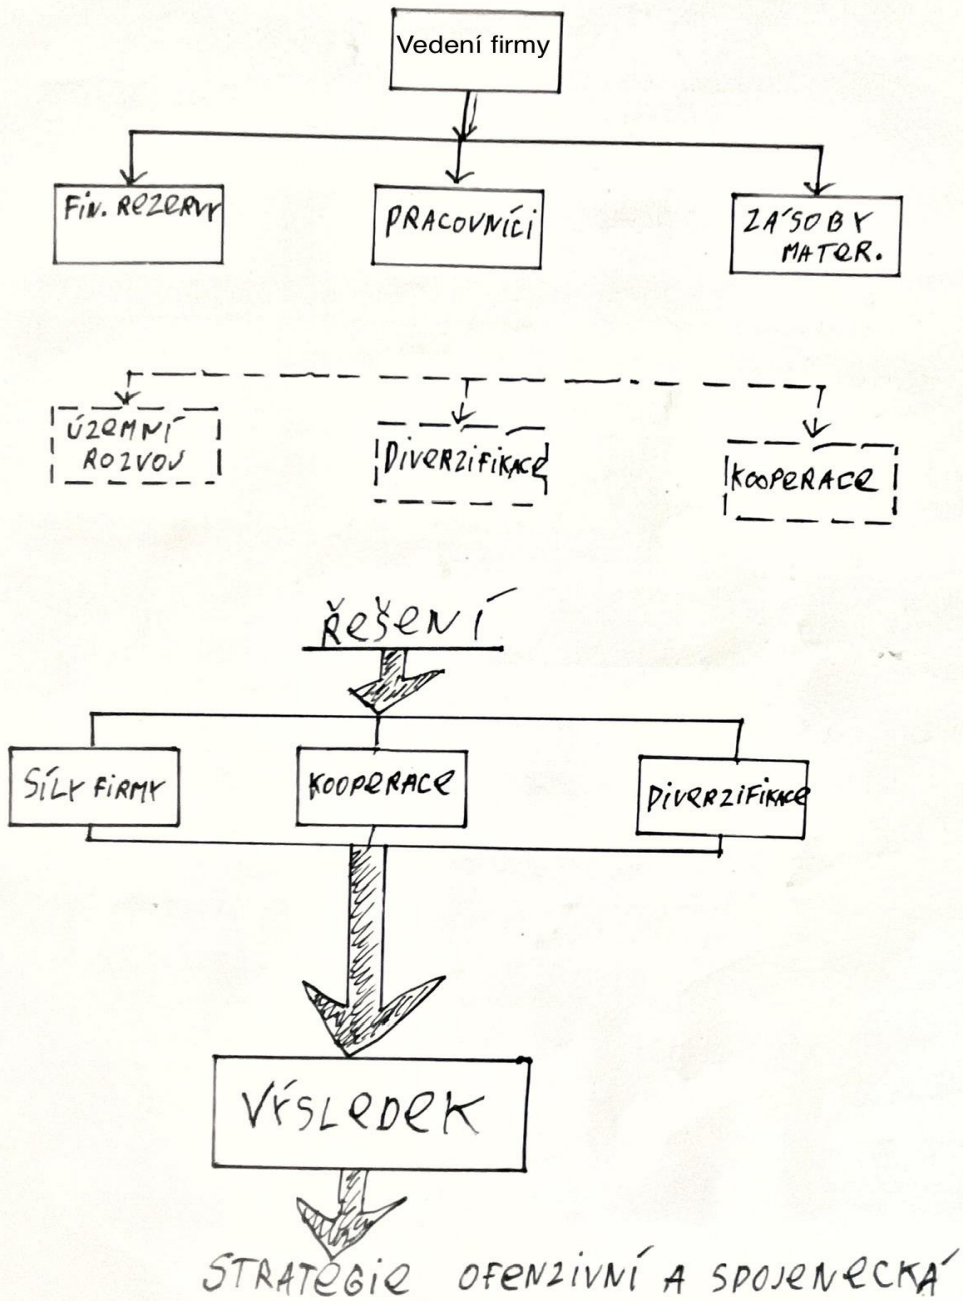 Vedení firmy
FIN. REZERVY
PRACOVNÍCI
ZÁSOBY
MATER.
ÚZEMNÍ
ROZVOJ
DIVERZIFIKACE
KOOPERACE
ŘEŠENÍ
SÍLY FIRMY
KOOPERACE
DIVERZIFIKACE
VÝSLEDEK
STRATEGIE OFENZIVNÍ A SPOJENECKÁ